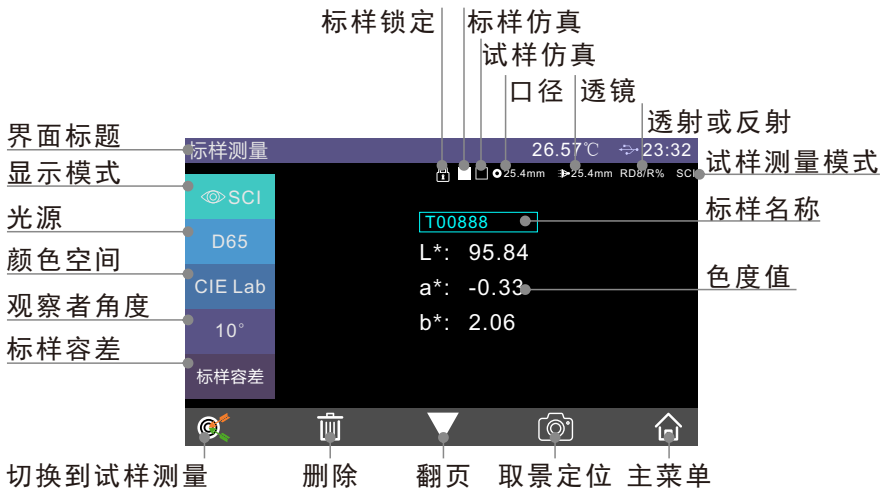 标样锁定 标样仿真
试样仿真
口径 透镜
透射或反射
界面标题
标样测量 26.57℃ 23:32
试样测量模式
显示模式
25.4mm 25.4mm RD8/R% SCI
SCI
光源
T00888
标样名称
D65
L*: 95.84
颜色空间
CIE Lab
a*: -0.33
色度值
观察者角度
10°
b*: 2.06
标样容差
标样容差
切换到试样测量 删除 翻页 取景定位 主菜单